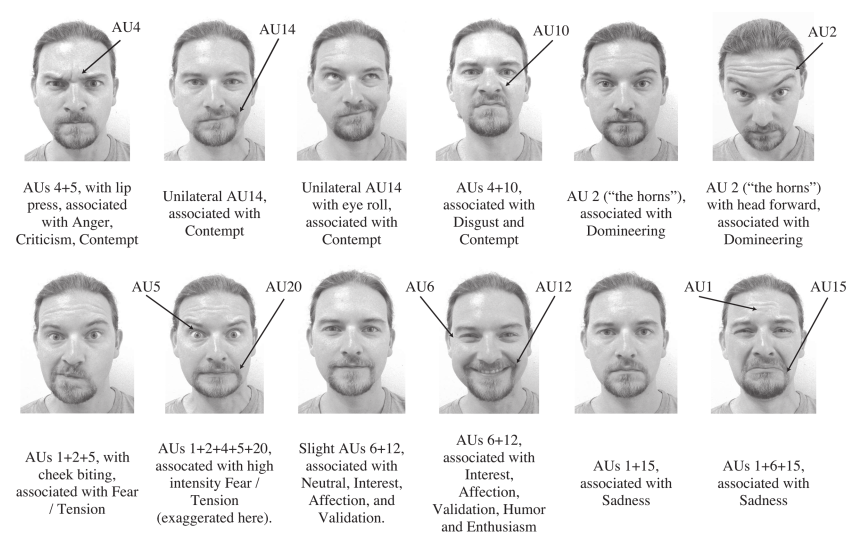 AU4
AU14
AU10
AU2
AUs 4+5, with lip
press, associated
with Anger,
Criticism, Contempt
Unilateral AU14,
associated with
Contempt
Unilateral AU14
with eye roll,
associated with
Contempt
AUs 4+10,
associated with
Disgust and
Contempt
AU 2 (“the horns”),
associated with
Domineering
AU 2 (“the horns”)
with head forward,
associated with
Domineering
AU5
AU20
AU6
AU12
AU1
AU15
AUs 1+2+5, with
cheek biting,
associated with Fear
/ Tension
AUs 1+2+4+5+20,
assocated with high
intensity Fear /
Tension
(exaggerated here).
Slight AUs 6+12,
associated with
Neutral, Interest,
Affection, and
Validation.
AUs 6+12,
associated with
Interest,
Affection,
Validation, Humor
and Enthusiasm
AUs 1+15,
associated with
Sadness
AUs 1+6+15,
associated with
Sadness